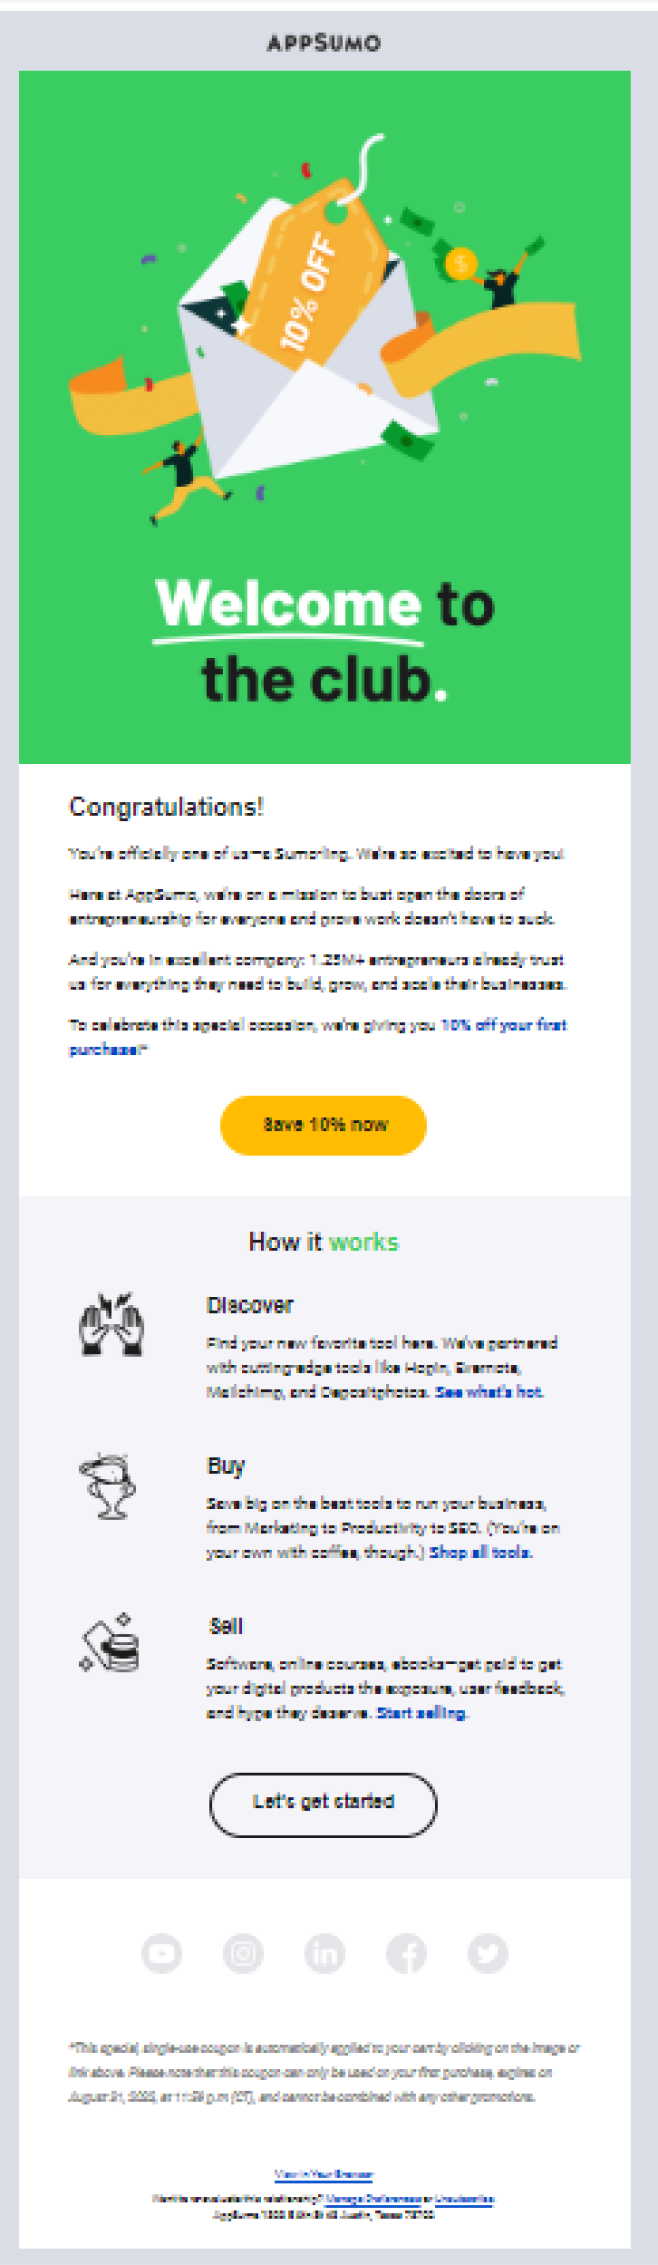 APPSUMO
10% OFF
Welcome to
the club.
Congratulations!
You're officially one of us—a Sumo-ling. We're so excited to have you!
Here at AppSumo, we're on a mission to bust open the doors of
entrepreneurship for everyone and prove work doesn't have to suck.
And you're in excellent company: 1.25M+ entrepreneurs already trust
us for everything they need to build, grow, and scale their businesses.
To celebrate this special occasion, we're giving you 10% off your first
purchase!*
Save 10% now
How it works
Discover
Find your new favorite tool here. We've partnered
with cutting-edge tools like Hopin, Evernote,
Mailchimp, and Depositphotos. See what's hot.
Buy
Save big on the best tools to run your business,
from Marketing to Productivity to SEO. (You're on
your own with coffee, though.) Shop all tools.
Sell
Software, online courses, ebooks—get paid to get
your digital products the exposure, user feedback,
and hype they deserve. Start selling.
Let's get started
in
*This special, single-use coupon is automatically applied to your cart by clicking on the image or
link above. Please note that this coupon can only be used on your first purchase, expires on
August 31, 2022, at 11:59 p.m (CT), and cannot be combined with any other promotions.
View In Your Browser
relationship? Manage Preferences or Unsubscribe
AppSumo Austin, Texas